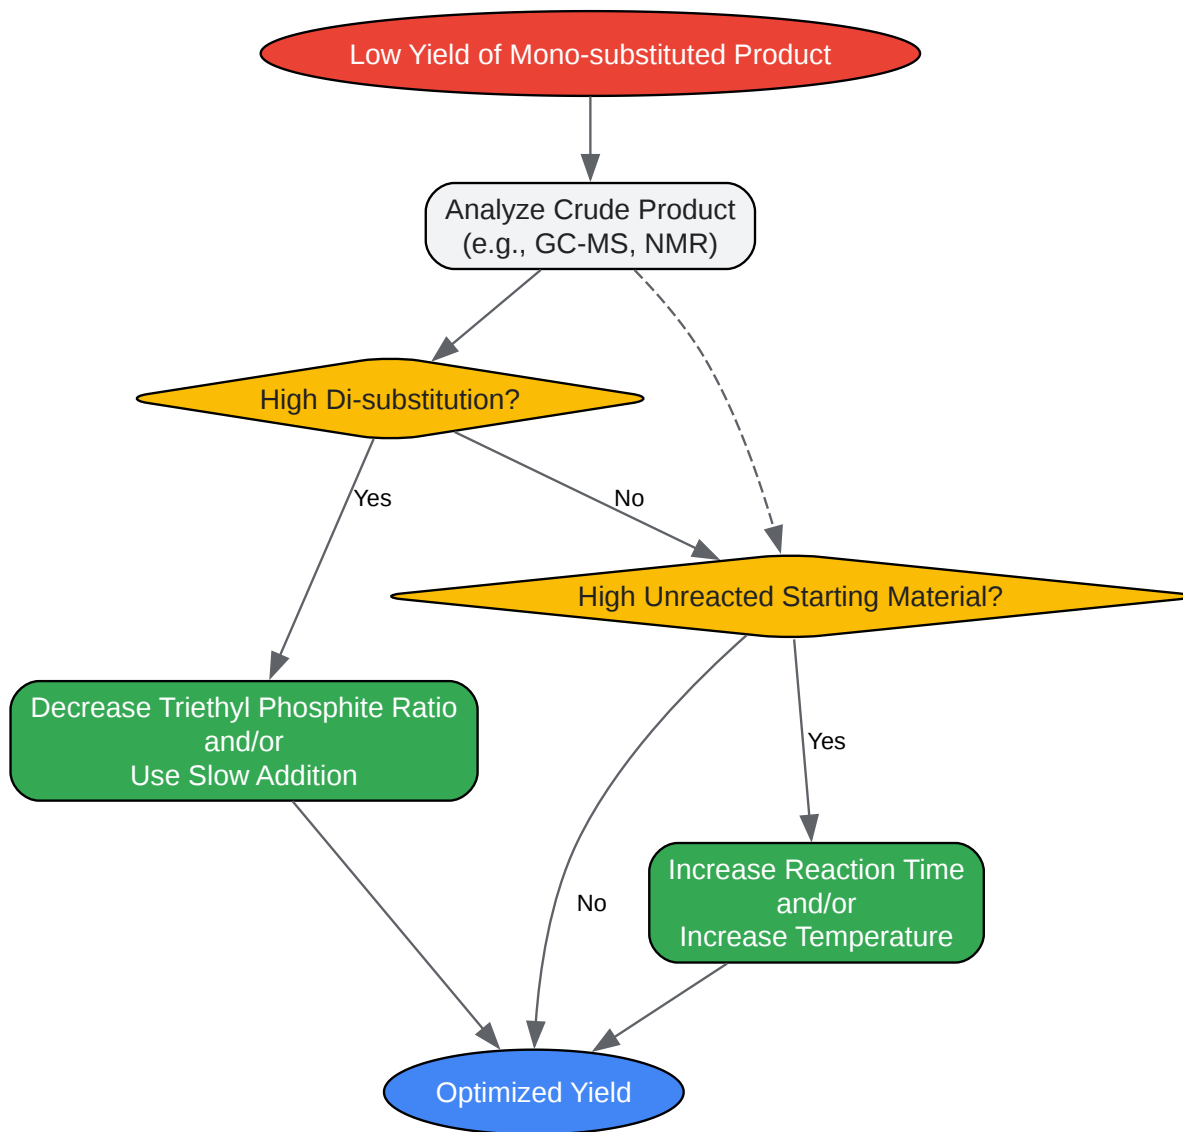 Low Yield of Mono-substituted Product
Analyze Crude Product
(e.g., GC-MS, NMR)
High Di-substitution?
Yes
No
High Unreacted Starting Material?
Decrease Triethyl Phosphite Ratio
and/or
Use Slow Addition
Yes
Increase Reaction Time
and/or
Increase Temperature
No
Optimized Yield